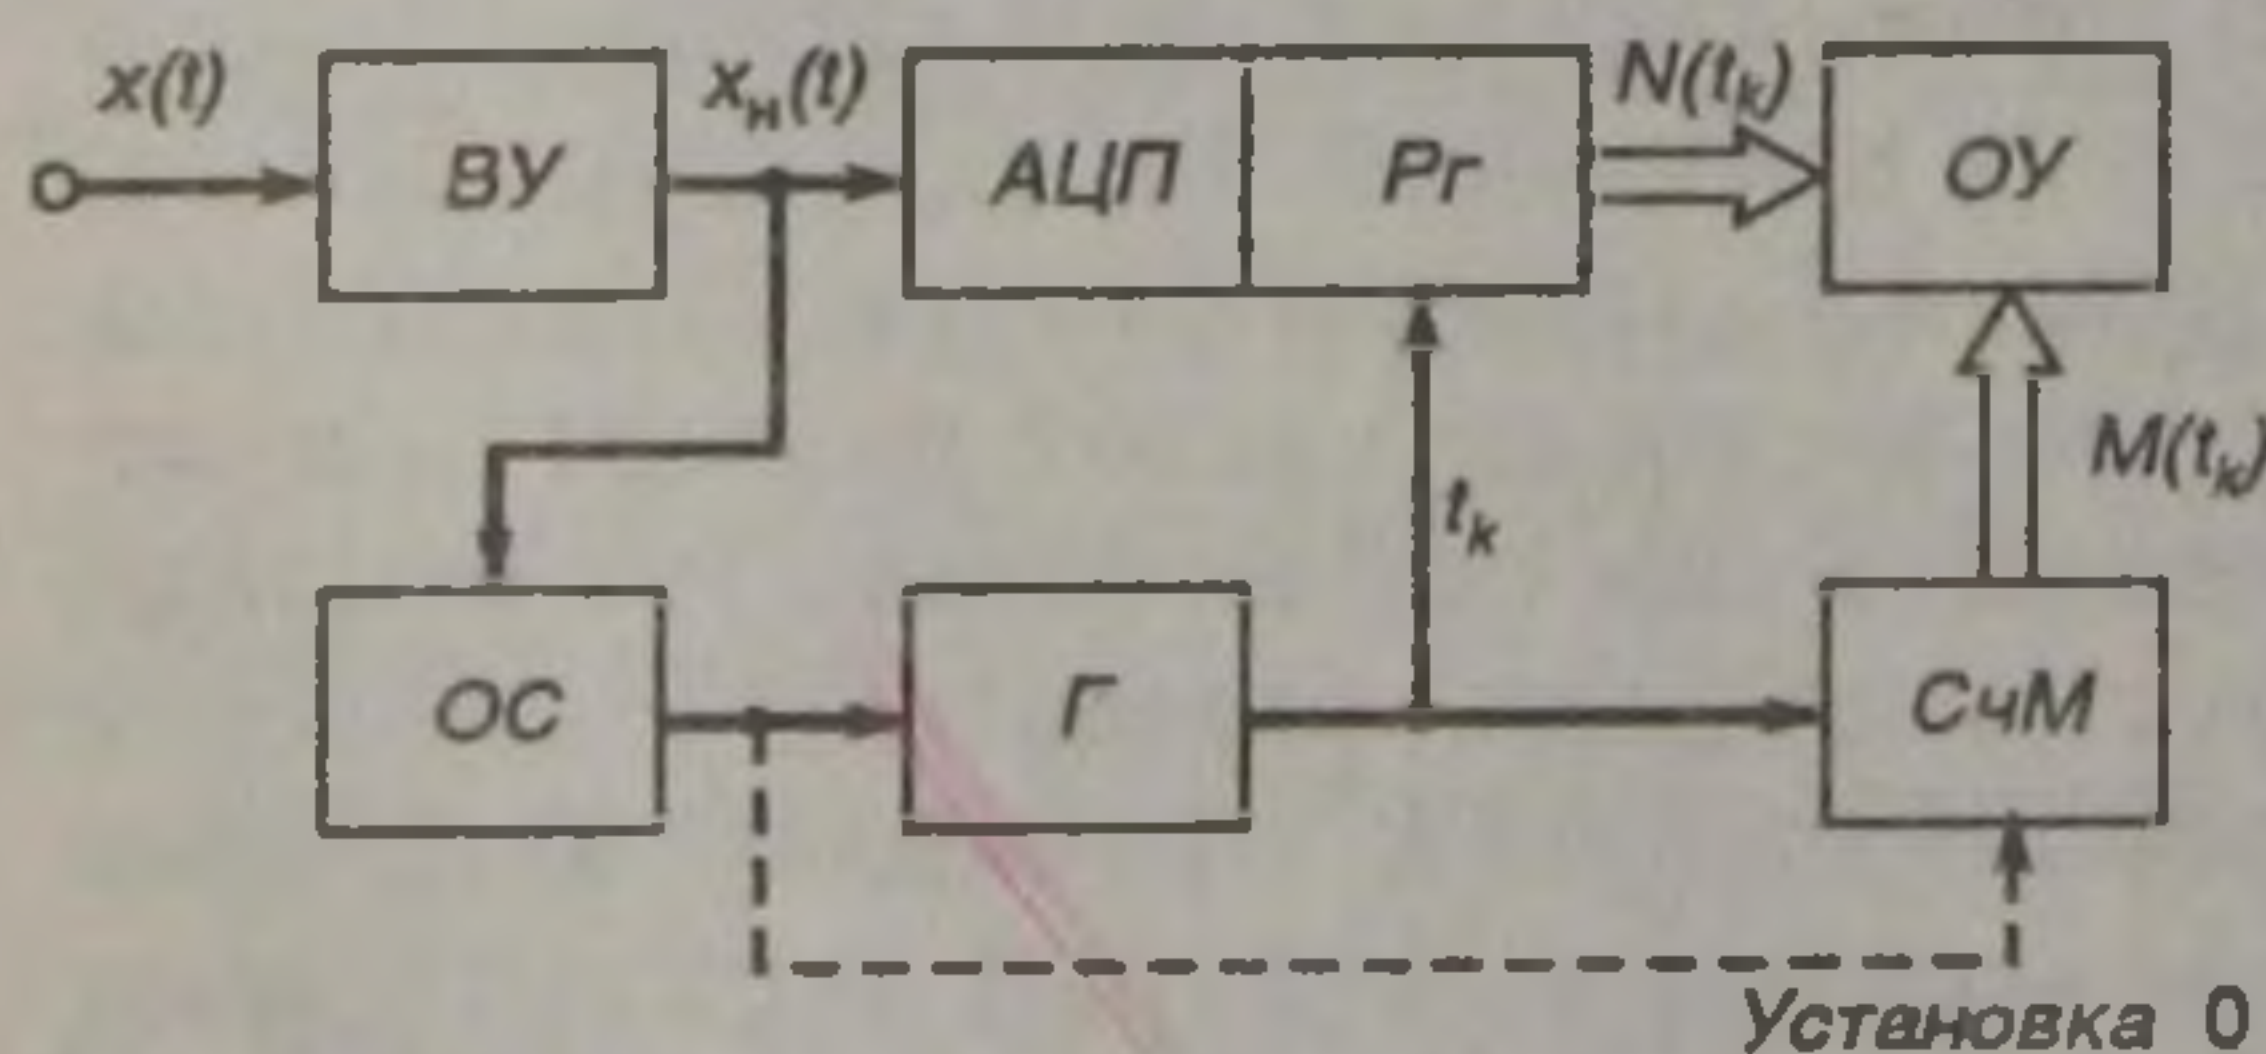 x(t)
ВУ
xн(t)
АЦП
Рг
N(tk)
ОУ
tk
M(tk)
ОС
Г
СчМ
Установка 0